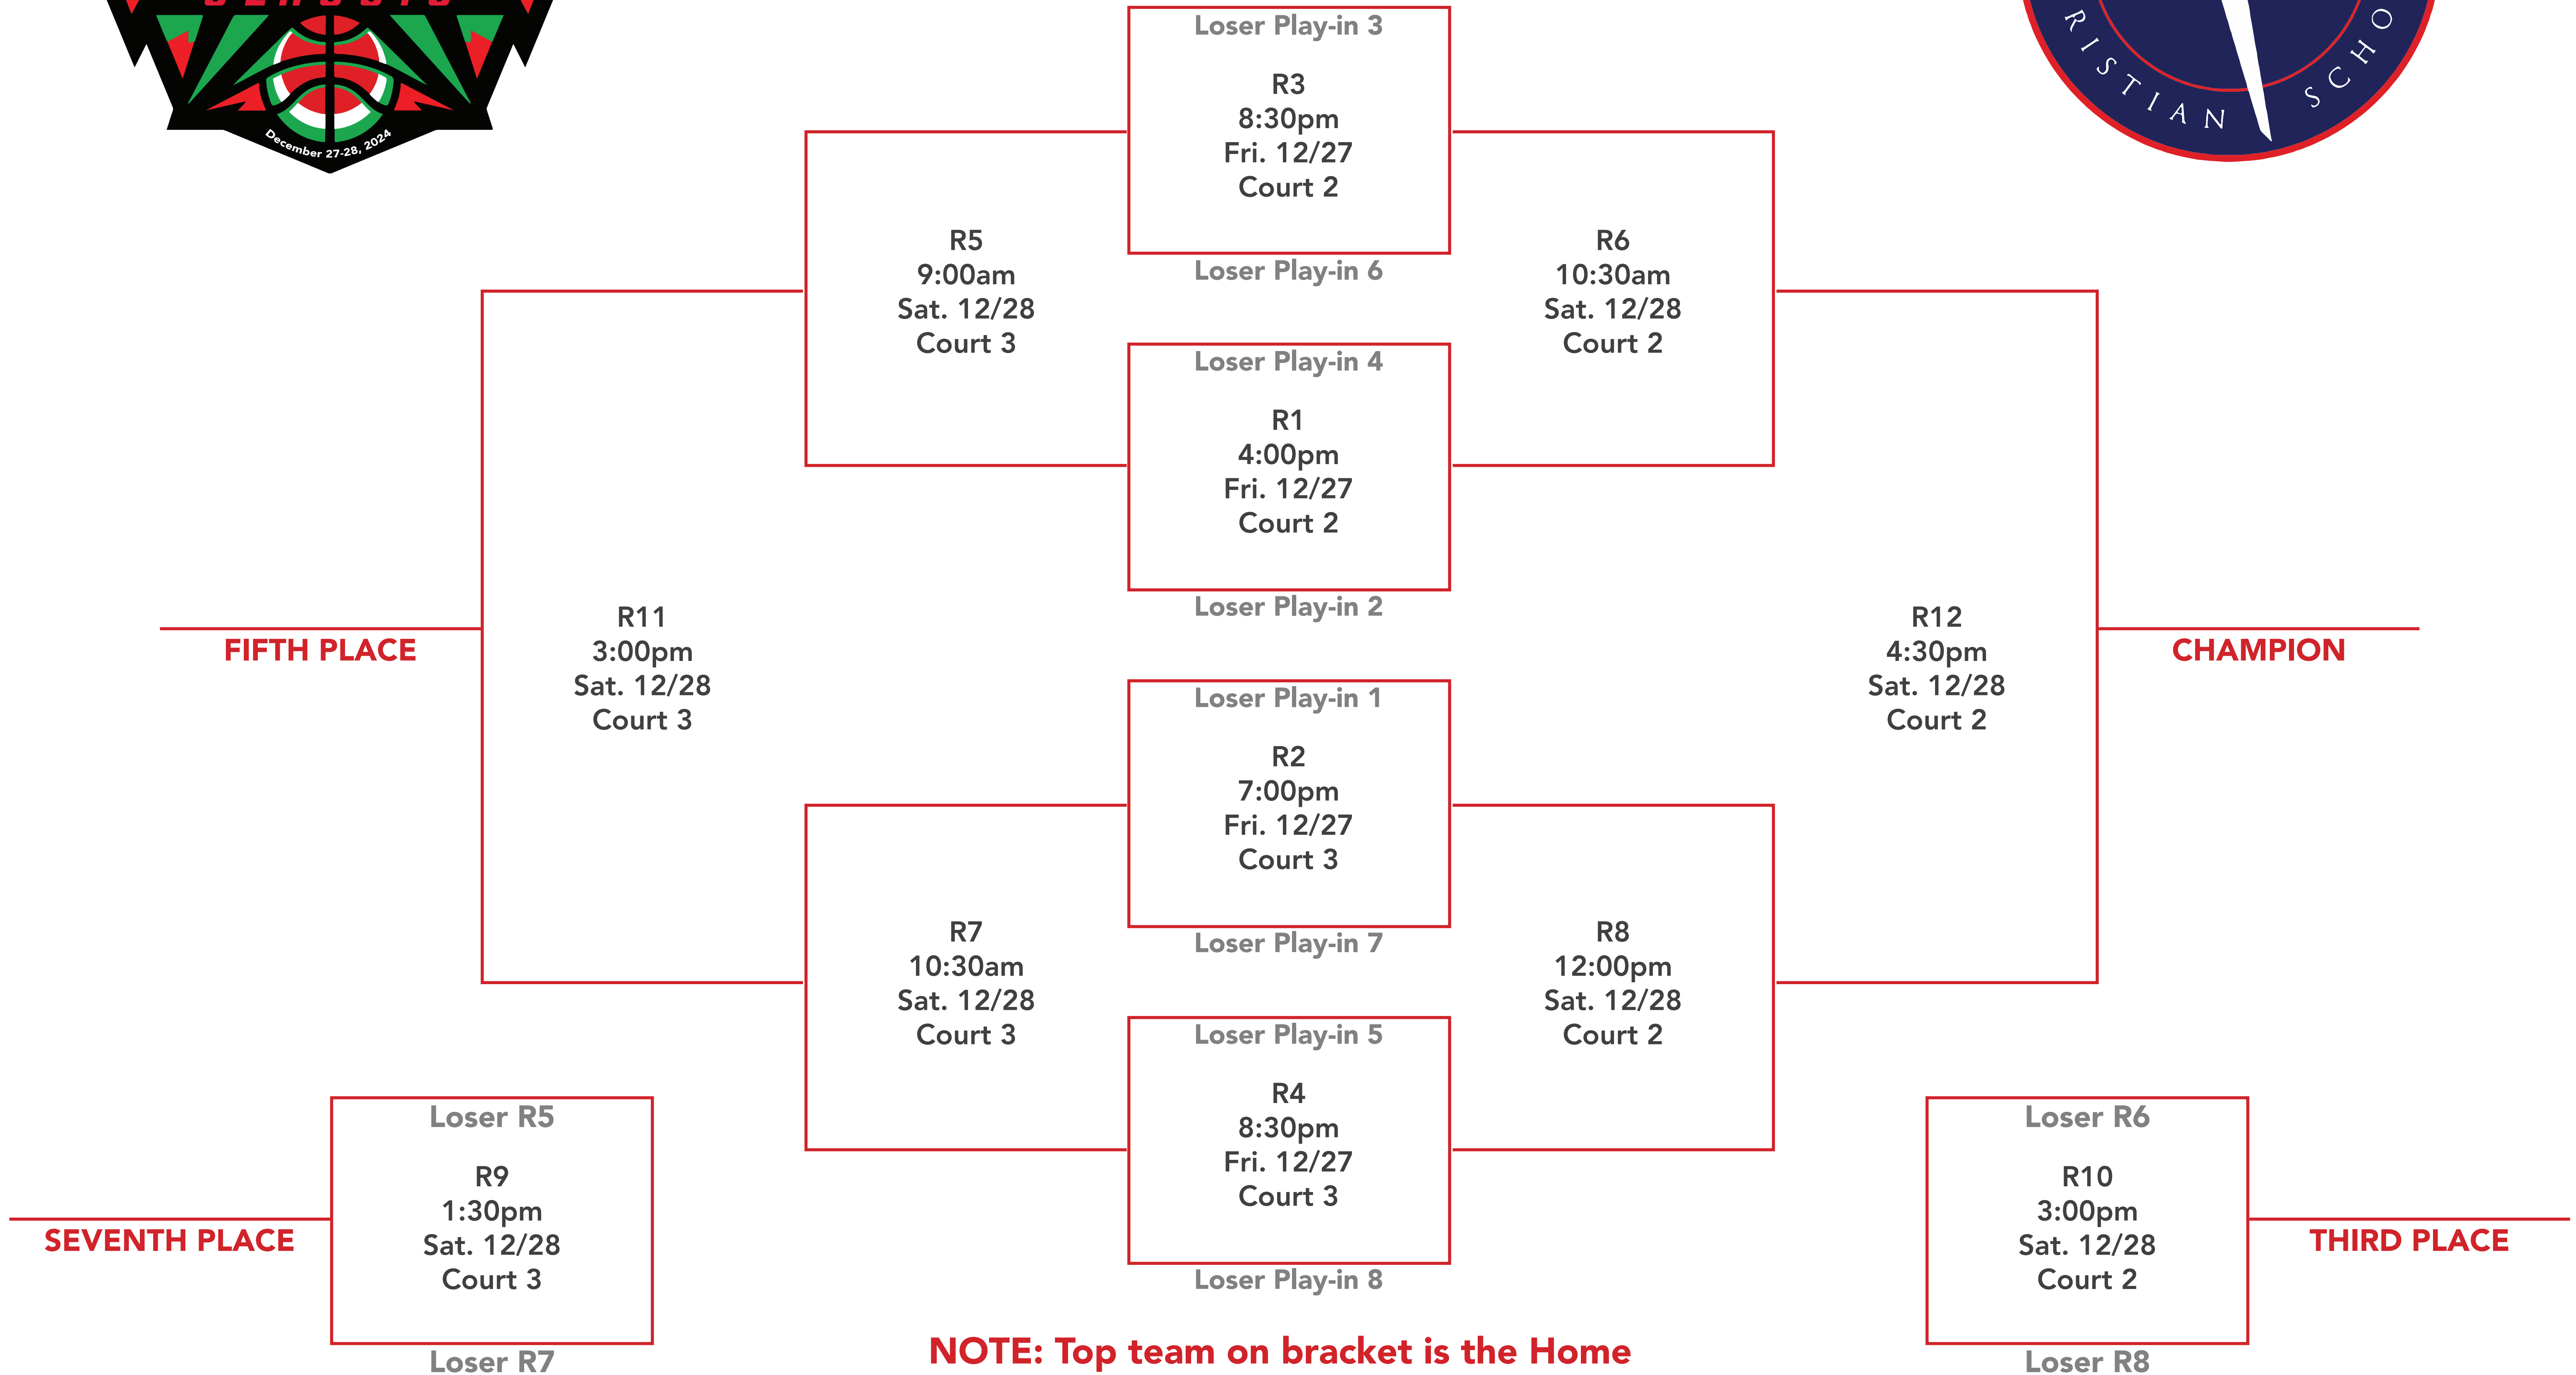 December 27-28, 2024
RISTIAN SCHO
Loser Play-in 3
R3
8:30pm
Fri. 12/27
Court 2
Loser Play-in 6
R5
9:00am
Sat. 12/28
Court 3
R6
10:30am
Sat. 12/28
Court 2
Loser Play-in 4
R1
4:00pm
Fri. 12/27
Court 2
Loser Play-in 2
R11
3:00pm
Sat. 12/28
Court 3
FIFTH PLACE
R12
4:30pm
Sat. 12/28
Court 2
CHAMPION
Loser Play-in 1
R2
7:00pm
Fri. 12/27
Court 3
Loser Play-in 7
R7
10:30am
Sat. 12/28
Court 3
R8
12:00pm
Sat. 12/28
Court 2
Loser Play-in 5
R4
8:30pm
Fri. 12/27
Court 3
Loser Play-in 8
Loser R5
R9
1:30pm
Sat. 12/28
Court 3
Loser R7
SEVENTH PLACE
Loser R6
R10
3:00pm
Sat. 12/28
Court 2
Loser R8
THIRD PLACE
NOTE: Top team on bracket is the Home